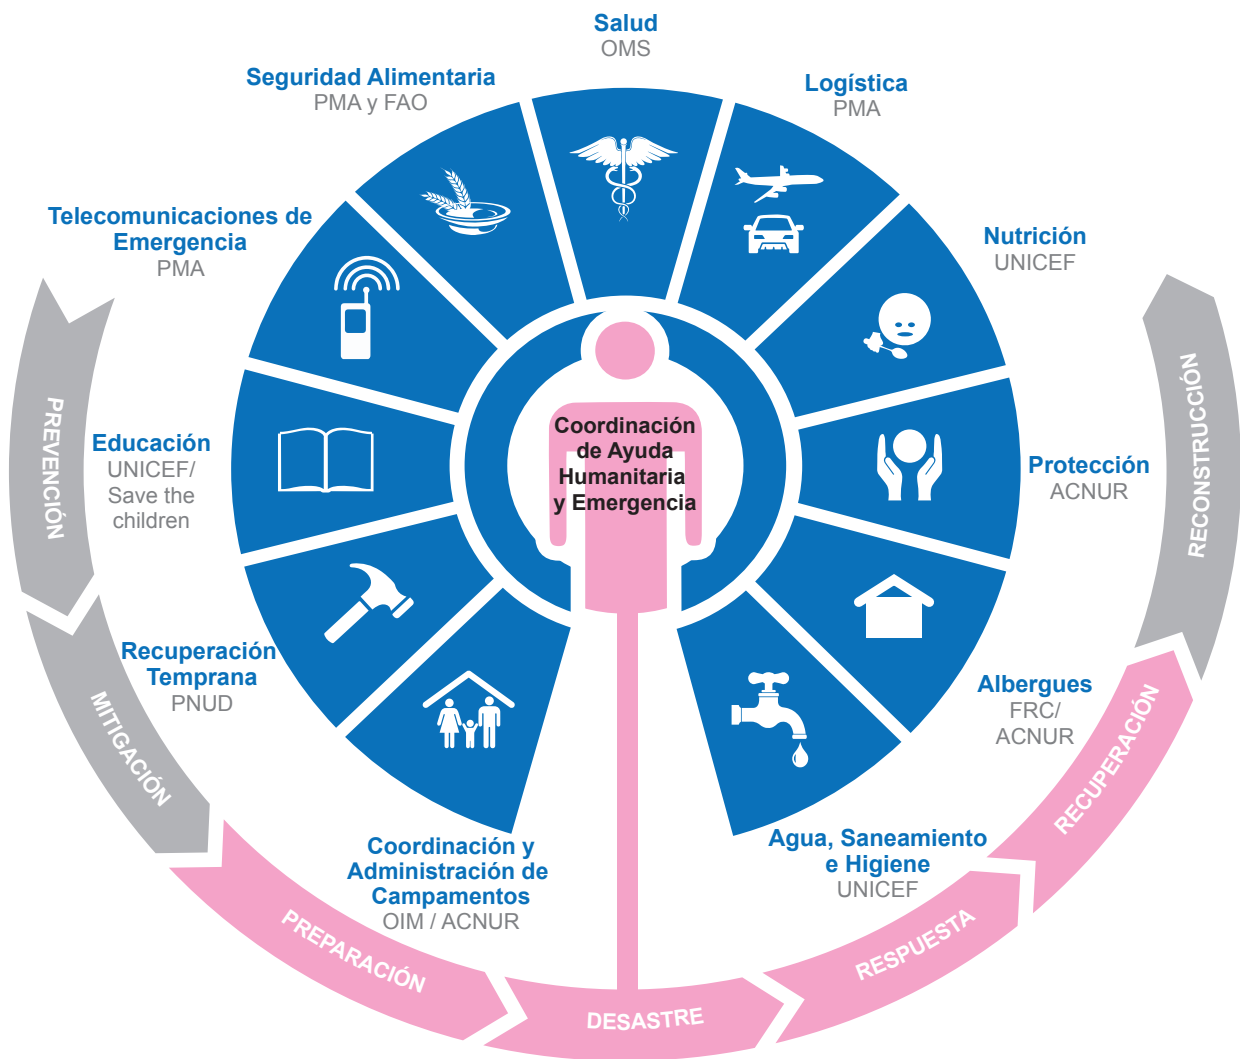 Salud
OMS
Seguridad Alimentaria
PMA y FAO
Logística
PMA
Telecomunicaciones de
Emergencia
PMA
Nutrición
UNICEF
Educación
UNICEF/
Save the
children
Coordinación
de Ayuda
Humanitaria
y Emergencia
Protección
ACNUR
Recuperación
Temprana
PNUD
Albergues
FRC/
ACNUR
Coordinación y
Administración de
Campamentos
OIM / ACNUR
Agua, Saneamiento
e Higiene
UNICEF
PREVENCIÓN
MITIGACIÓN
PREPARACIÓN
DESASTRE
RESPUESTA
RECUPERACIÓN
RECONSTRUCCIÓN